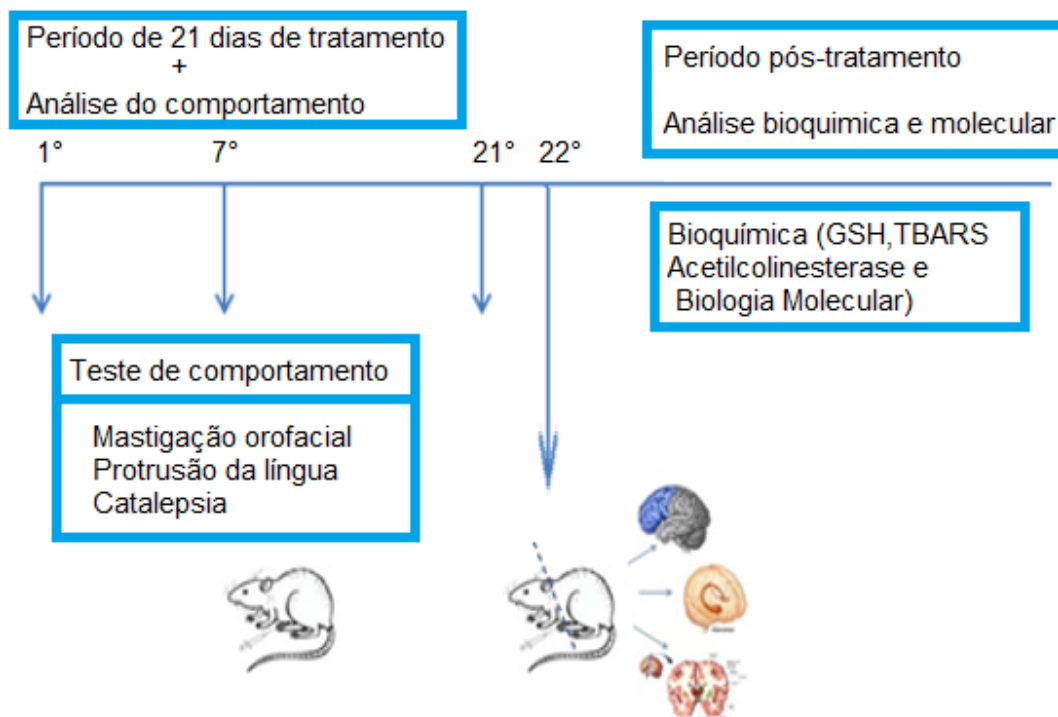 Período de 21 dias de tratamento
+
Análise do comportamento
Período pós-tratamento
Análise bioquimica e molecular
1° 7° 21° 22°
Bioquímica (GSH,TBARS
Acetilcolinesterase e
Biologia Molecular)
Teste de comportamento
Mastigação orofacial
Protrusão da língua
Catalepsia